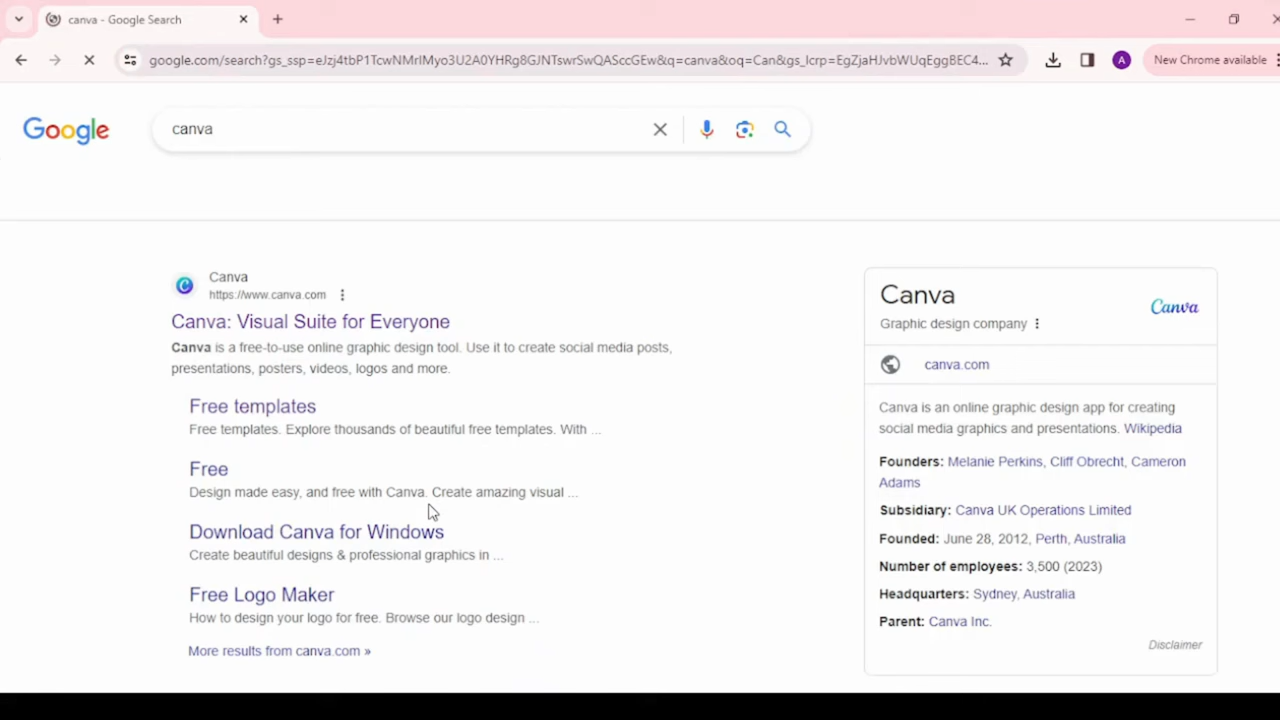 canva - Google Search
google.com/search?gs_ssp=eJzj4tbP1TcwNMrIMyo3U2A0YHRg8GJNTswrSwQASccGEw&q=canva&oq=Can&gs_lcrp=EgZjaHJvbWUqEggBEC4...
A
New Chrome available
Google
canva
Canva
https://www.canva.com
Canva: Visual Suite for Everyone
Canva is a free-to-use online graphic design tool. Use it to create social media posts,
presentations, posters, videos, logos and more.
Free templates
Free templates. Explore thousands of beautiful free templates. With ...
Free
Design made easy, and free with Canva. Create amazing visual ...
Download Canva for Windows
Create beautiful designs & professional graphics in ...
Free Logo Maker
How to design your logo for free. Browse our logo design ...
More results from canva.com »
Canva
Canva
Graphic design company
canva.com
Canva is an online graphic design app for creating
social media graphics and presentations. Wikipedia
Founders: Melanie Perkins, Cliff Obrecht, Cameron
Adams
Subsidiary: Canva UK Operations Limited
Founded: June 28, 2012, Perth, Australia
Number of employees: 3,500 (2023)
Headquarters: Sydney, Australia
Parent: Canva Inc.
Disclaimer